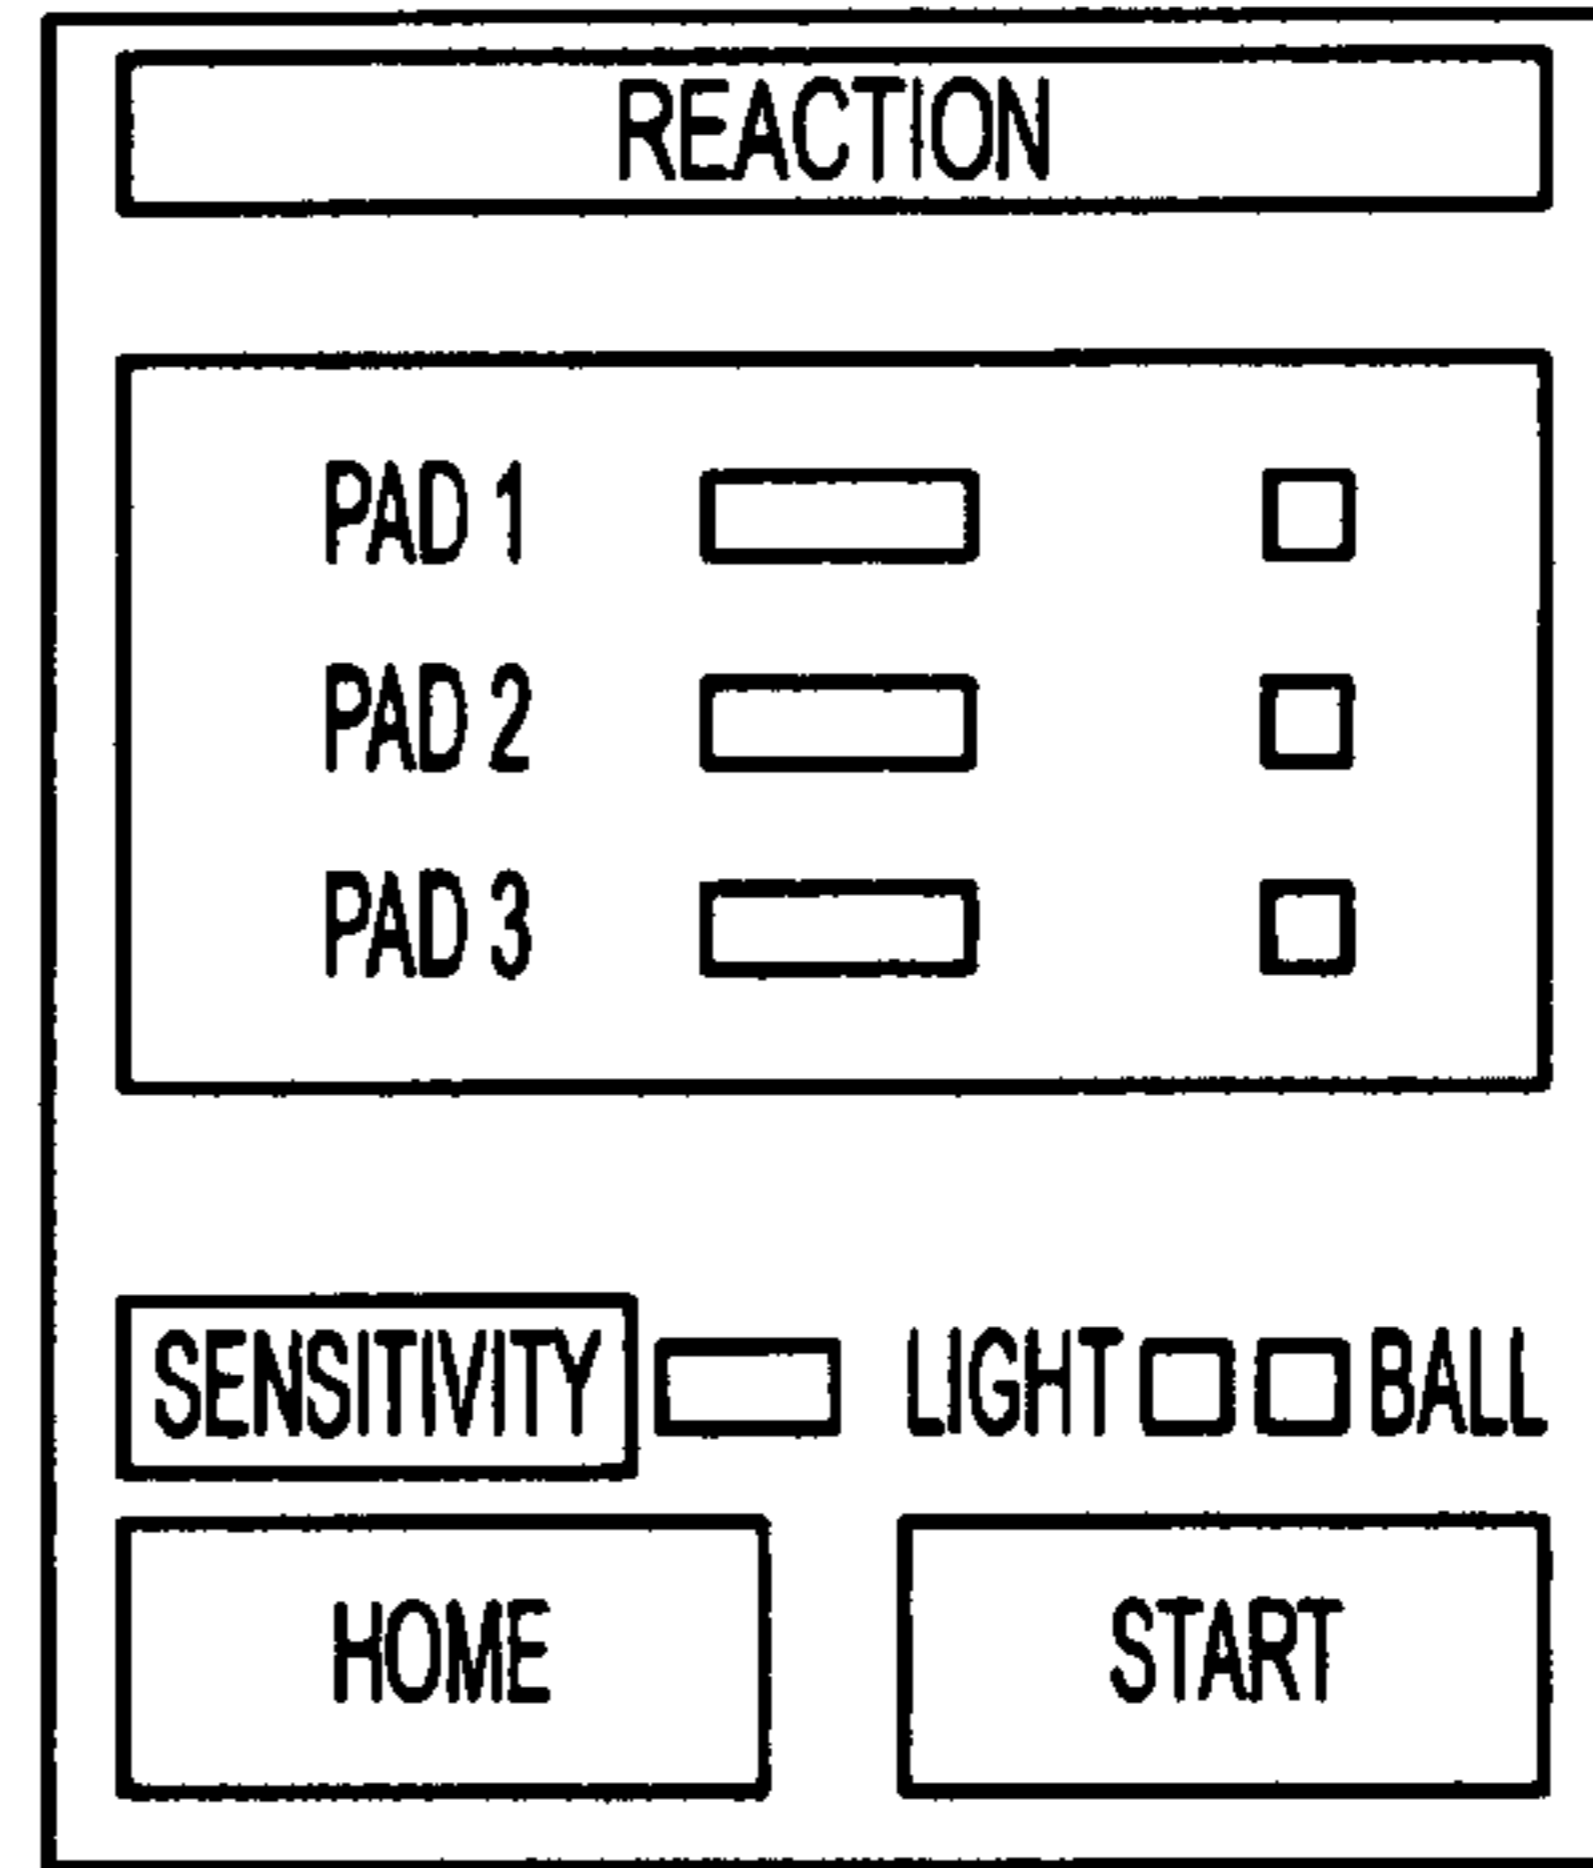 REACTION
PAD 1
PAD 2
PAD 3
SENSITIVITY LIGHT BALL
HOME START